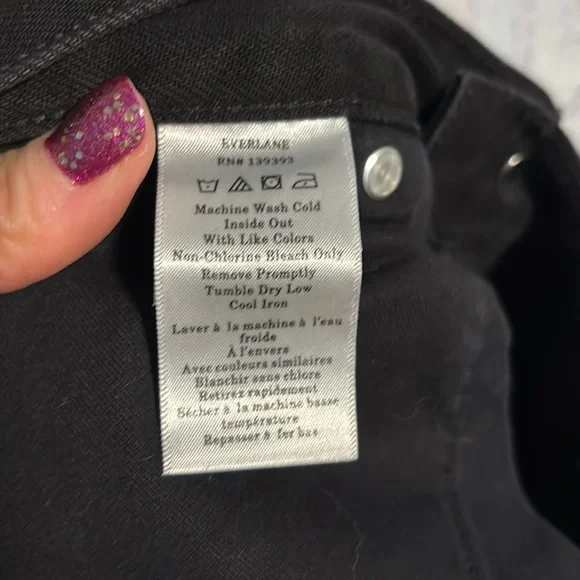 EVERLANE
RN# 139393
Machine Wash Cold
Inside Out
With Like Colors
Non-Chlorine Bleach Only
Remove Promptly
Tumble Dry Low
Cool Iron
Laver à la machine à l'eau
froide
À l'envers
Avec couleurs similaires
Blanchir sans chlore
Retirez rapidement
Sécher à la machine basse
température
Repasser à fer bas